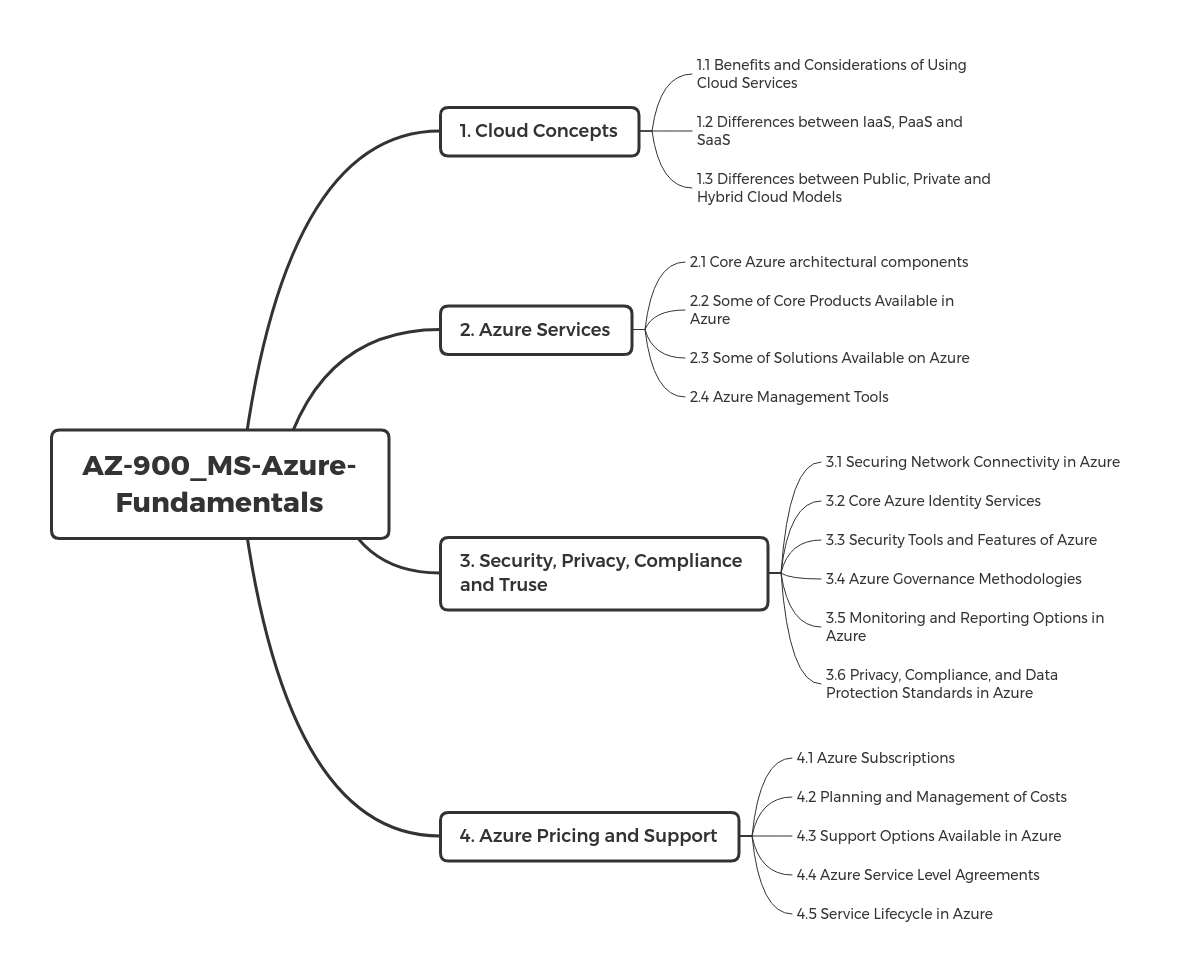 AZ-900_MS-Azure-
Fundamentals
1. Cloud Concepts
1.1 Benefits and Considerations of Using
Cloud Services
1.2 Differences between IaaS, PaaS and
SaaS
1.3 Differences between Public, Private and
Hybrid Cloud Models
2. Azure Services
2.1 Core Azure architectural components
2.2 Some of Core Products Available in
Azure
2.3 Some of Solutions Available on Azure
2.4 Azure Management Tools
3. Security, Privacy, Compliance
and Truse
3.1 Securing Network Connectivity in Azure
3.2 Core Azure Identity Services
3.3 Security Tools and Features of Azure
3.4 Azure Governance Methodologies
3.5 Monitoring and Reporting Options in
Azure
3.6 Privacy, Compliance, and Data
Protection Standards in Azure
4. Azure Pricing and Support
4.1 Azure Subscriptions
4.2 Planning and Management of Costs
4.3 Support Options Available in Azure
4.4 Azure Service Level Agreements
4.5 Service Lifecycle in Azure